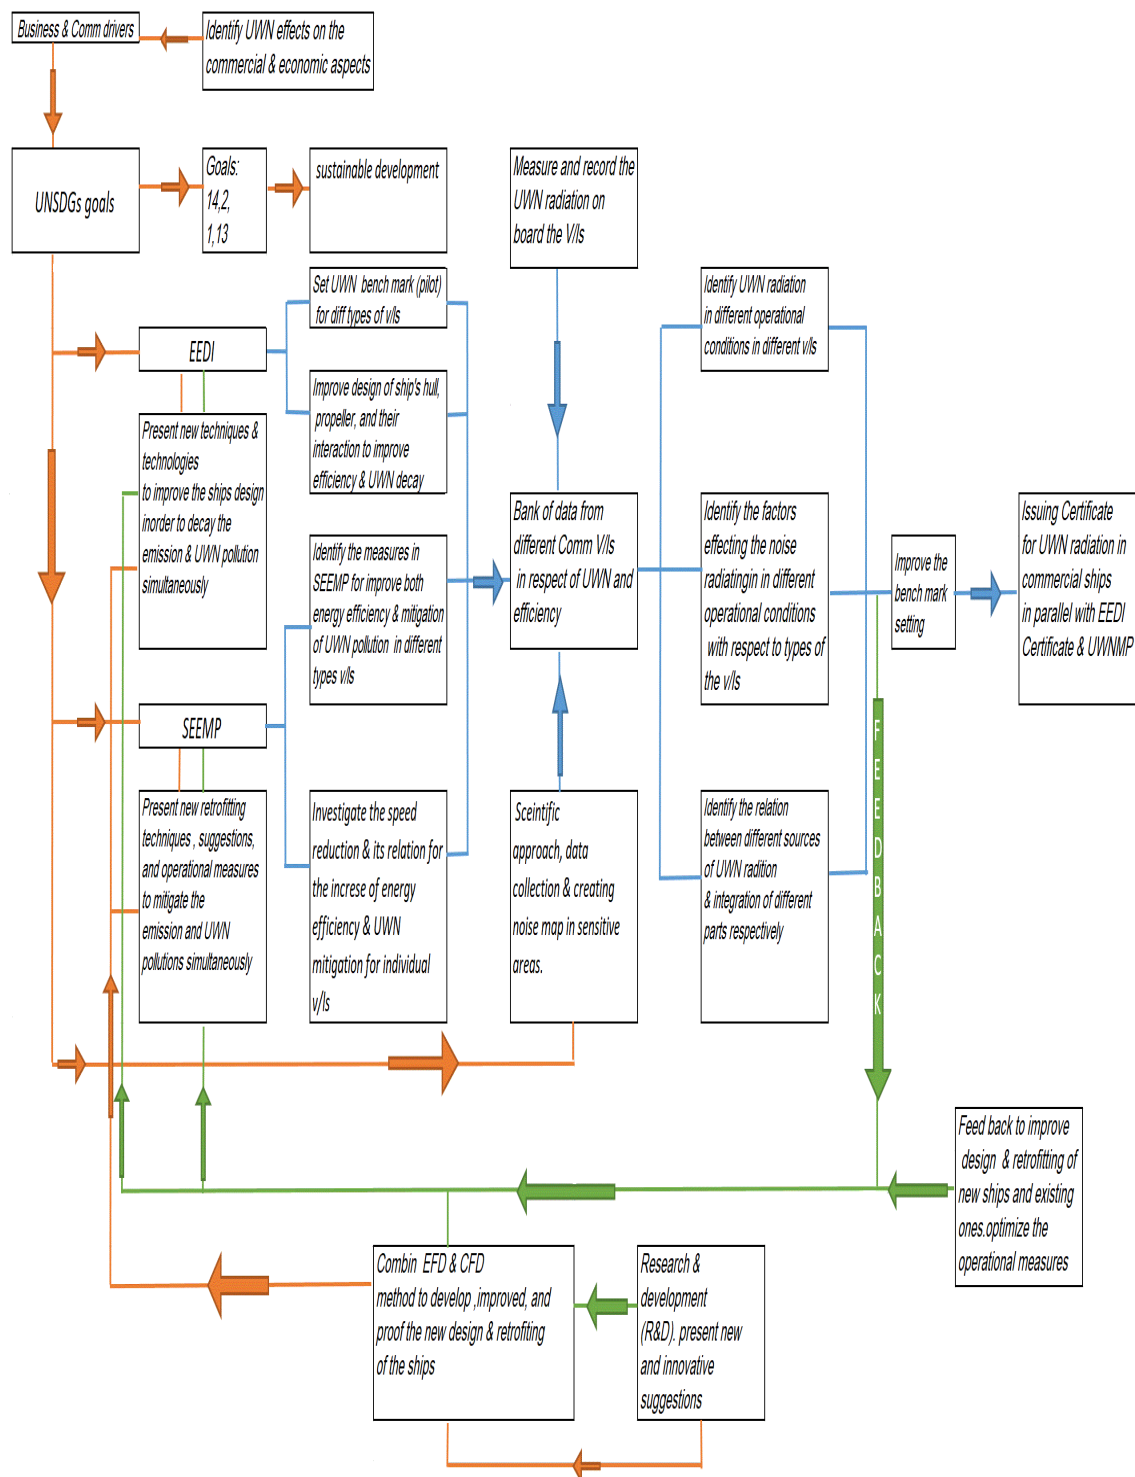 Business & Comm drivers
Identify UWN effects on the
commercial & economic aspects
UNSDGs goals
Goals:
14,2,
1,13
sustainable development
Measure and record the
UWN radiation on
board the V/ls
Set UWN bench mark (pilot)
for diff types of v/ls
Identify UWN radiation
in different operational
conditions in different v/ls
EEDI
Improve design of ship's hull,
propeller, and their
interaction to improve
efficiency & UWN decay
Present new techniques &
technologies
to improve the ships design
inorder to decay the
emission & UWN pollution
simultaneously
Identify the measures in
SEEMP for improve both
energy efficiency & mitigation
of UWN pollution in different
types v/ls
Bank of data from
different Comm V/ls
in respect of UWN and
efficiency
Identify the factors
effecting the noise
radiatingin in different
operational conditions
with respect to types of
the v/ls
Improve the
bench mark
setting
Issuing Certificate
for UWN radiation in
commercial ships
in parallel with EEDI
Certificate & UWNMP
SEEMP
Present new retrofitting
techniques , suggestions,
and operational measures
to mitigate the
emission and UWN
pollutions simultaneously
Investigate the speed
reduction & its relation for
the increse of energy
efficiency & UWN
mitigation for individual
v/ls
Sceintific
approach, data
collection & creating
noise map in sensitive
areas.
Identify the relation
between different sources
of UWN radition
& integration of different
parts respectively
FEEDBACK
Feed back to improve
design & retrofitting of
new ships and existing
ones.optimize the
operational measures
Combin EFD & CFD
method to develop ,improved, and
proof the new design & retrofiting
of the ships
Research &
development
(R&D). present new
and innovative
suggestions